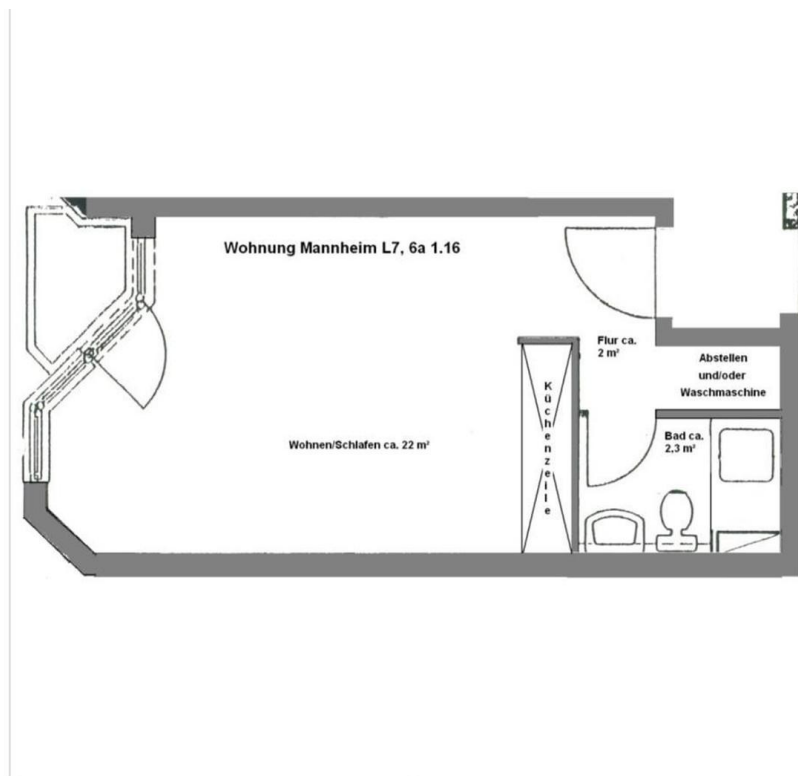 Wohnung Mannheim L7, 6a 1.16
Flur ca.
2 m²
Abstellen
und/oder
Waschmaschine
Küchenzeile
Bad ca.
2,3 m²
Wohnen/Schlafen ca. 22 m²